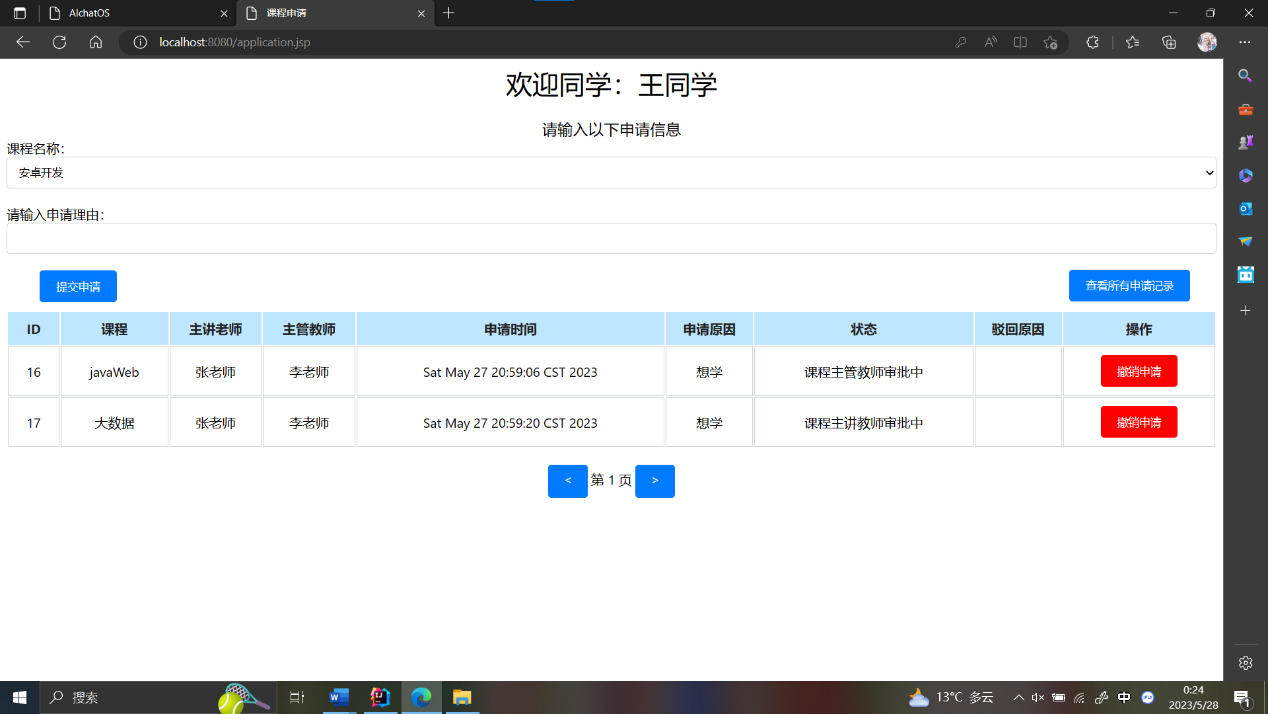 AIchatOS
课程申请
localhost:8080/application.jsp
欢迎同学：王同学
请输入以下申请信息
课程名称：
安卓开发
请输入申请理由：
提交申请 查看所有申请记录
ID 课程 主讲老师 主管教师 申请时间 申请原因 状态 驳回原因 操作
16 javaWeb 张老师 李老师 Sat May 27 20:59:06 CST 2023 想学 课程主管教师审批中 撤销申请
17 大数据 张老师 李老师 Sat May 27 20:59:20 CST 2023 想学 课程主讲教师审批中 撤销申请
< 第 1 页 >
搜索 13°C 多云 中 0:24
2023/5/28 1